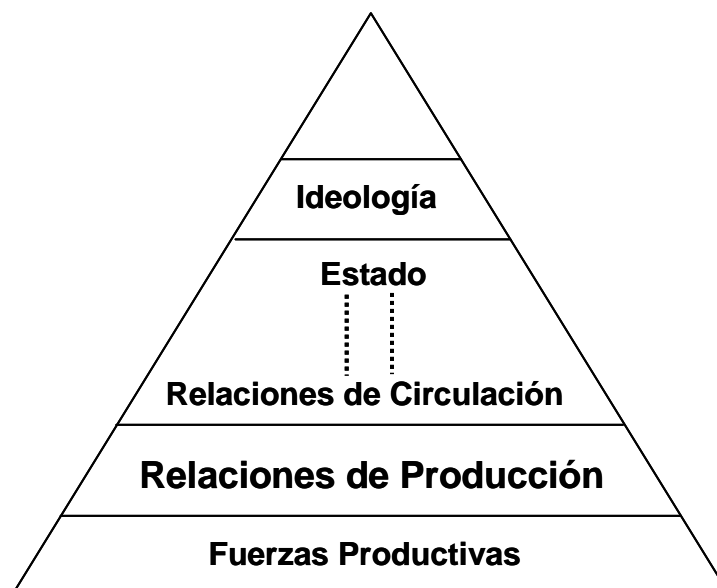 Ideología
Estado
Relaciones de Circulación
Relaciones de Producción
Fuerzas Productivas